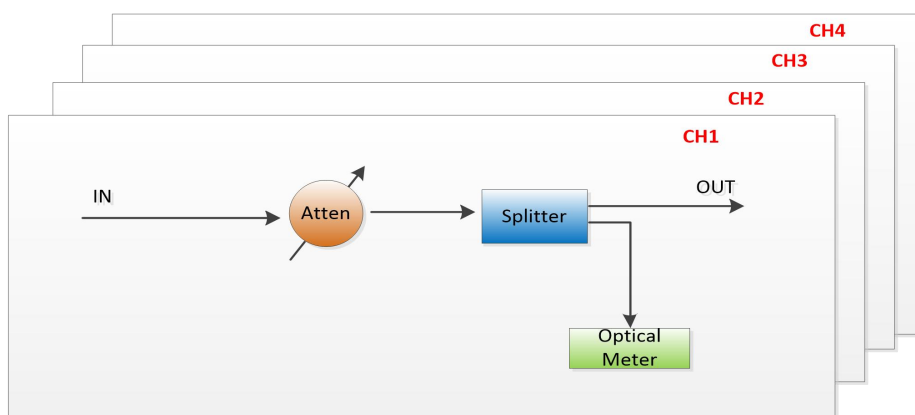 CH4
CH3
CH2
CH1
IN
OUT
Atten
Splitter
Optical
Meter